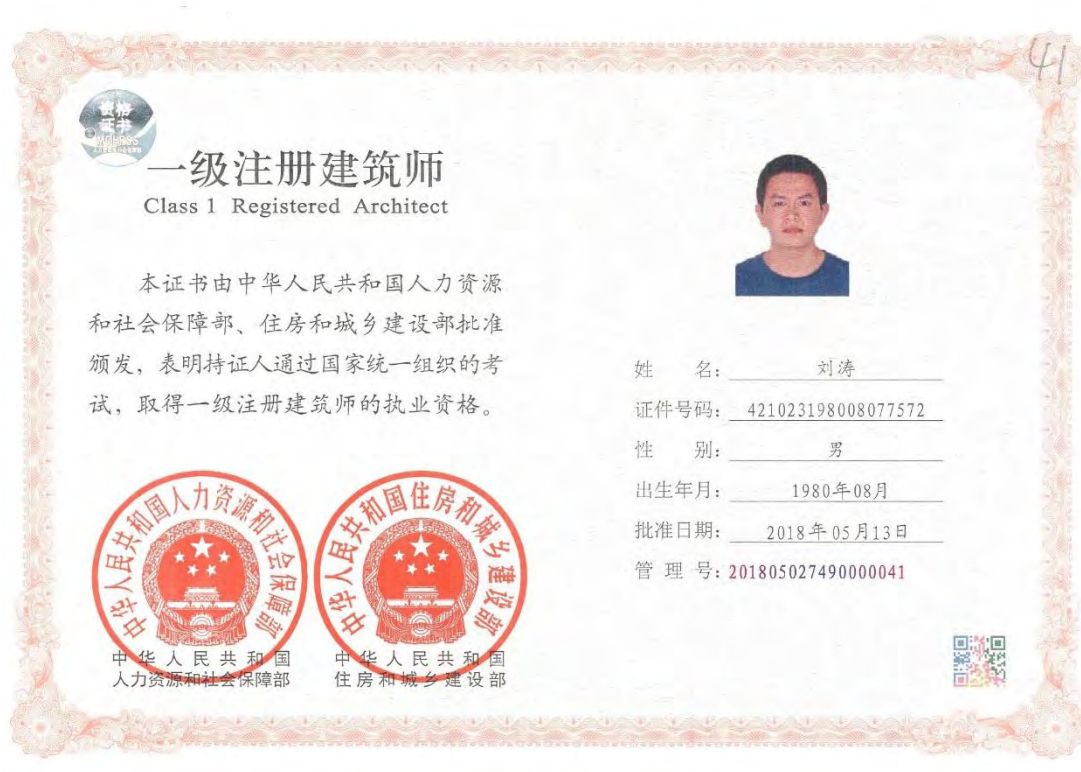 41
资格
证书
一级注册建筑师
Class 1 Registered Architect
本证书由中华人民共和国人力资源
和社会保障部、住房和城乡建设部批准
颁发，表明持证人通过国家统一组织的考
试，取得一级注册建筑师的执业资格。
姓 名：刘涛
证件号码：421023198008077572
性 别：男
出生年月：1980年08月
批准日期：2018年05月13日
管 理 号：201805027490000041
中华人民共和国人力资源和社会保障部
中华人民共和国住房和城乡建设部
中华人民共和国
人力资源和社会保障部
中华人民共和国
住房和城乡建设部